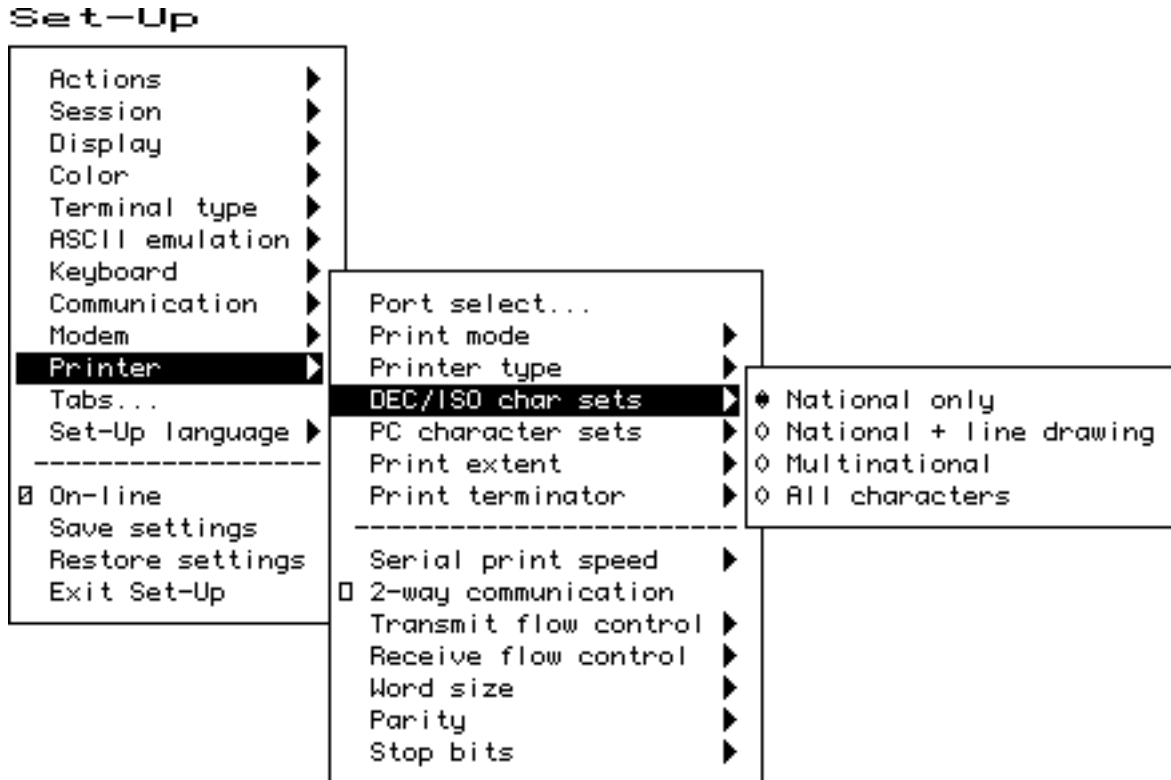 Set-Up
Actions
Session
Display
Color
Terminal type
ASCII emulation
Keyboard
Communication
Modem
Printer
Tabs...
Set-Up language
On-line
Save settings
Restore settings
Exit Set-Up
Port select...
Print mode
Printer type
DEC/ISO char sets
PC character sets
Print extent
Print terminator
Serial print speed
2-way communication
Transmit flow control
Receive flow control
Word size
Parity
Stop bits
National only
National + line drawing
Multinational
All characters